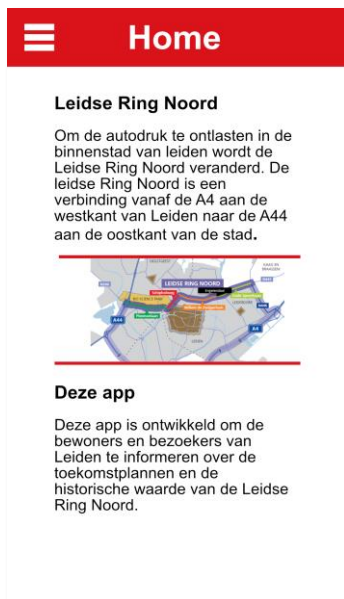 Home
Leidse Ring Noord
Om de autodruk te ontlasten in de
binnenstad van leiden wordt de
Leidse Ring Noord veranderd. De
leidse Ring Noord is een
verbinding vanaf de A4 aan de
westkant van Leiden naar de A44
aan de oostkant van de stad.
LEIDSE RING NOORD
A44
A4
LEIDEN
Deze app
Deze app is ontwikkeld om de
bewoners en bezoekers van
Leiden te informeren over de
toekomstplannen en de
historische waarde van de Leidse
Ring Noord.